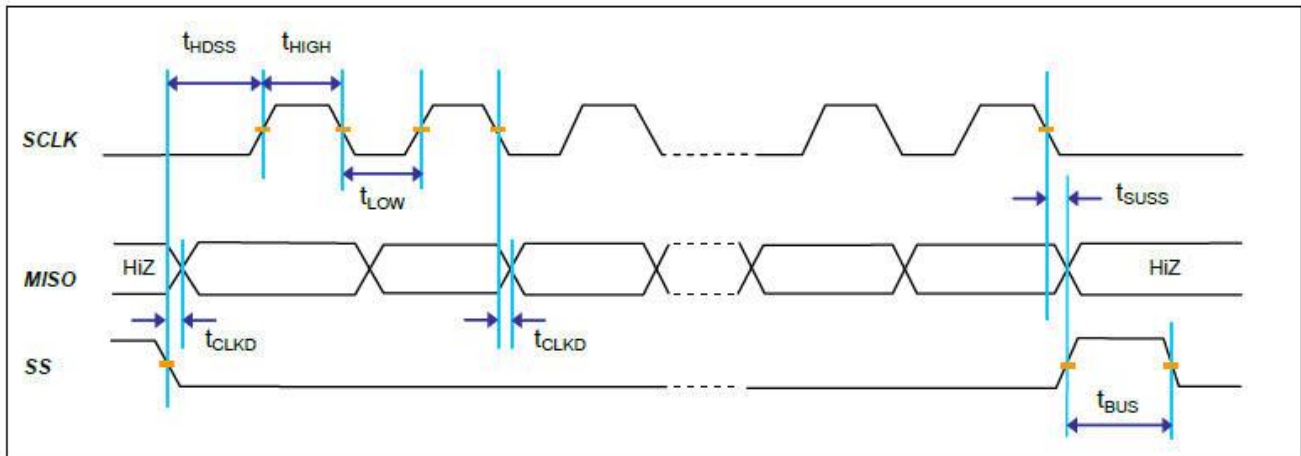 tHDSS tHIGH
SCLK
tLOW
tSUSS
HiZ HiZ
MISO
tCLKD tCLKD
SS
tBUS